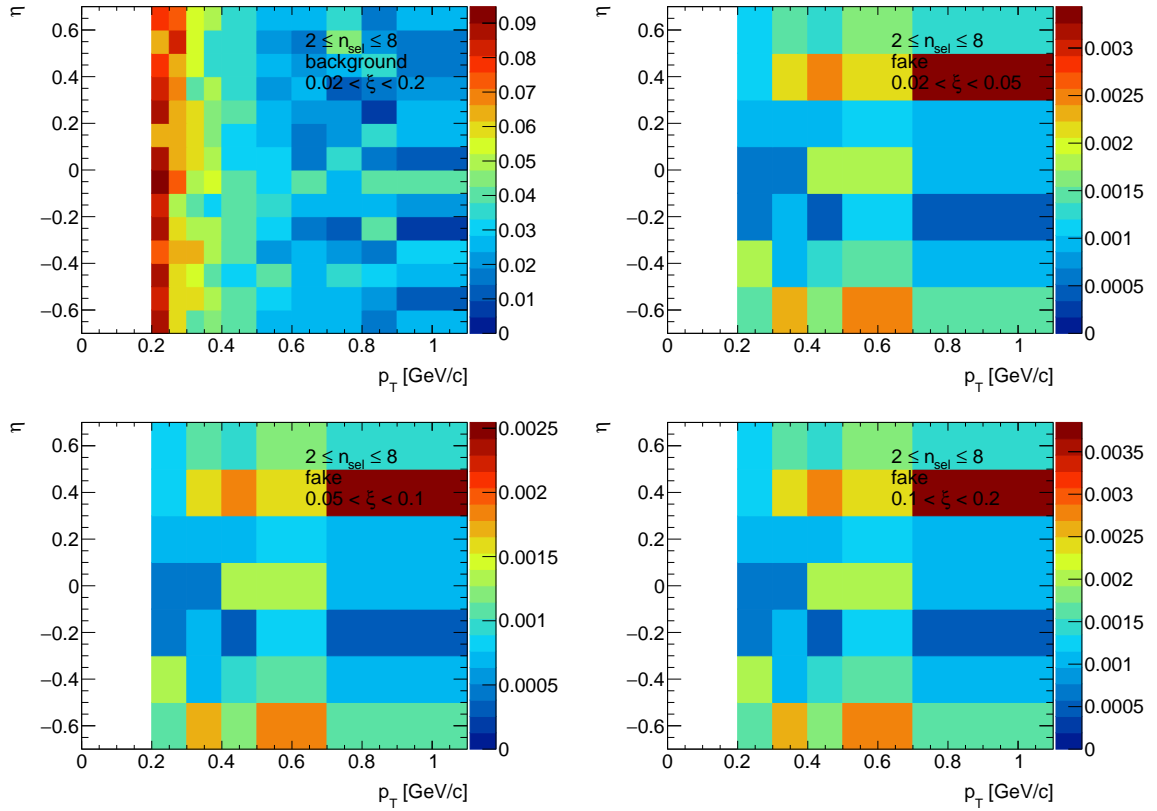 η
0.6
0.4
0.2
0
−0.2
−0.4
−0.6
0 0.2 0.4 0.6 0.8 1
p_T [GeV/c]
2 ≤ n_sel ≤ 8
background
0.02 < ξ < 0.2
0.09
0.08
0.07
0.06
0.05
0.04
0.03
0.02
0.01
0
η
0.6
0.4
0.2
0
−0.2
−0.4
−0.6
0 0.2 0.4 0.6 0.8 1
p_T [GeV/c]
2 ≤ n_sel ≤ 8
fake
0.02 < ξ < 0.05
0.003
0.0025
0.002
0.0015
0.001
0.0005
0
η
0.6
0.4
0.2
0
−0.2
−0.4
−0.6
0 0.2 0.4 0.6 0.8 1
p_T [GeV/c]
2 ≤ n_sel ≤ 8
fake
0.05 < ξ < 0.1
0.0025
0.002
0.0015
0.001
0.0005
0
η
0.6
0.4
0.2
0
−0.2
−0.4
−0.6
0 0.2 0.4 0.6 0.8 1
p_T [GeV/c]
2 ≤ n_sel ≤ 8
fake
0.1 < ξ < 0.2
0.0035
0.003
0.0025
0.002
0.0015
0.001
0.0005
0